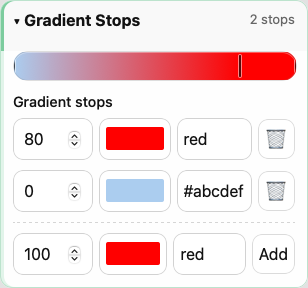 ▾ Gradient Stops 2 stops
Gradient stops
80 red
0 #abcdef
100 red Add